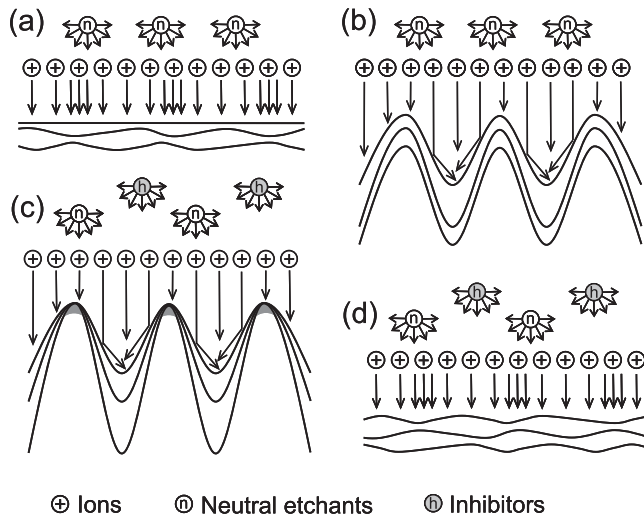 (a)
n n n
+ + + + + + + + + + + +
(b)
n n n
+ + + + + + + + + + + +
(c)
h h
n n
+ + + + + + + + + + + +
(d)
h h
n n
+ + + + + + + + + + + +
+ Ions n Neutral etchants h Inhibitors